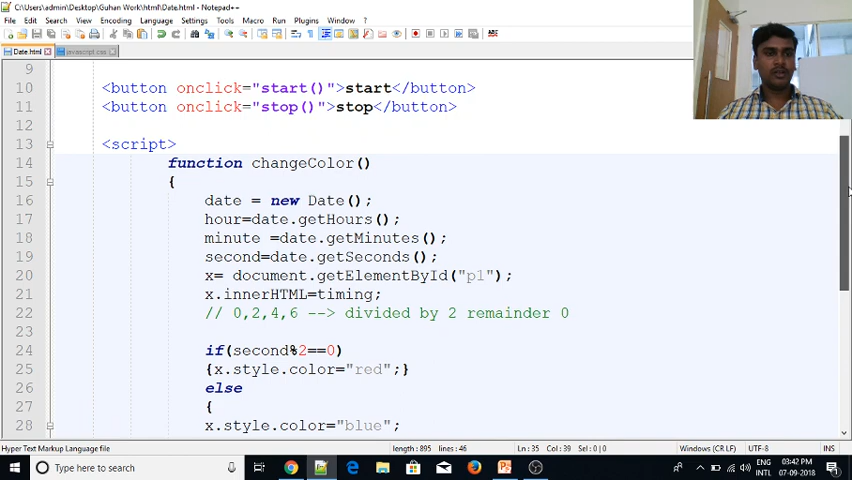 C:\Users\admin\Desktop\Guhan Work\html\Date.html - Notepad++
File Edit Search View Encoding Language Settings Tools Macro Run Plugins Window ?
Date.html javascript.css
9
10 <button onclick="start()">start</button>
11 <button onclick="stop()">stop</button>
12
13 <script>
14 function changeColor()
15 {
16 date = new Date();
17 hour=date.getHours();
18 minute =date.getMinutes();
19 second=date.getSeconds();
20 x= document.getElementById("p1");
21 x.innerHTML=timing;
22 // 0,2,4,6 --> divided by 2 remainder 0
23
24 if(second%2==0)
25 {x.style.color="red";}
26 else
27 {
28 x.style.color="blue";
Hyper Text Markup Language file length : 895 lines : 46 Ln : 35 Col : 39 Sel : 0 | 0 Windows (CR LF) UTF-8 INS
Type here to search
ENG 03:42 PM
INTL 07-09-2018